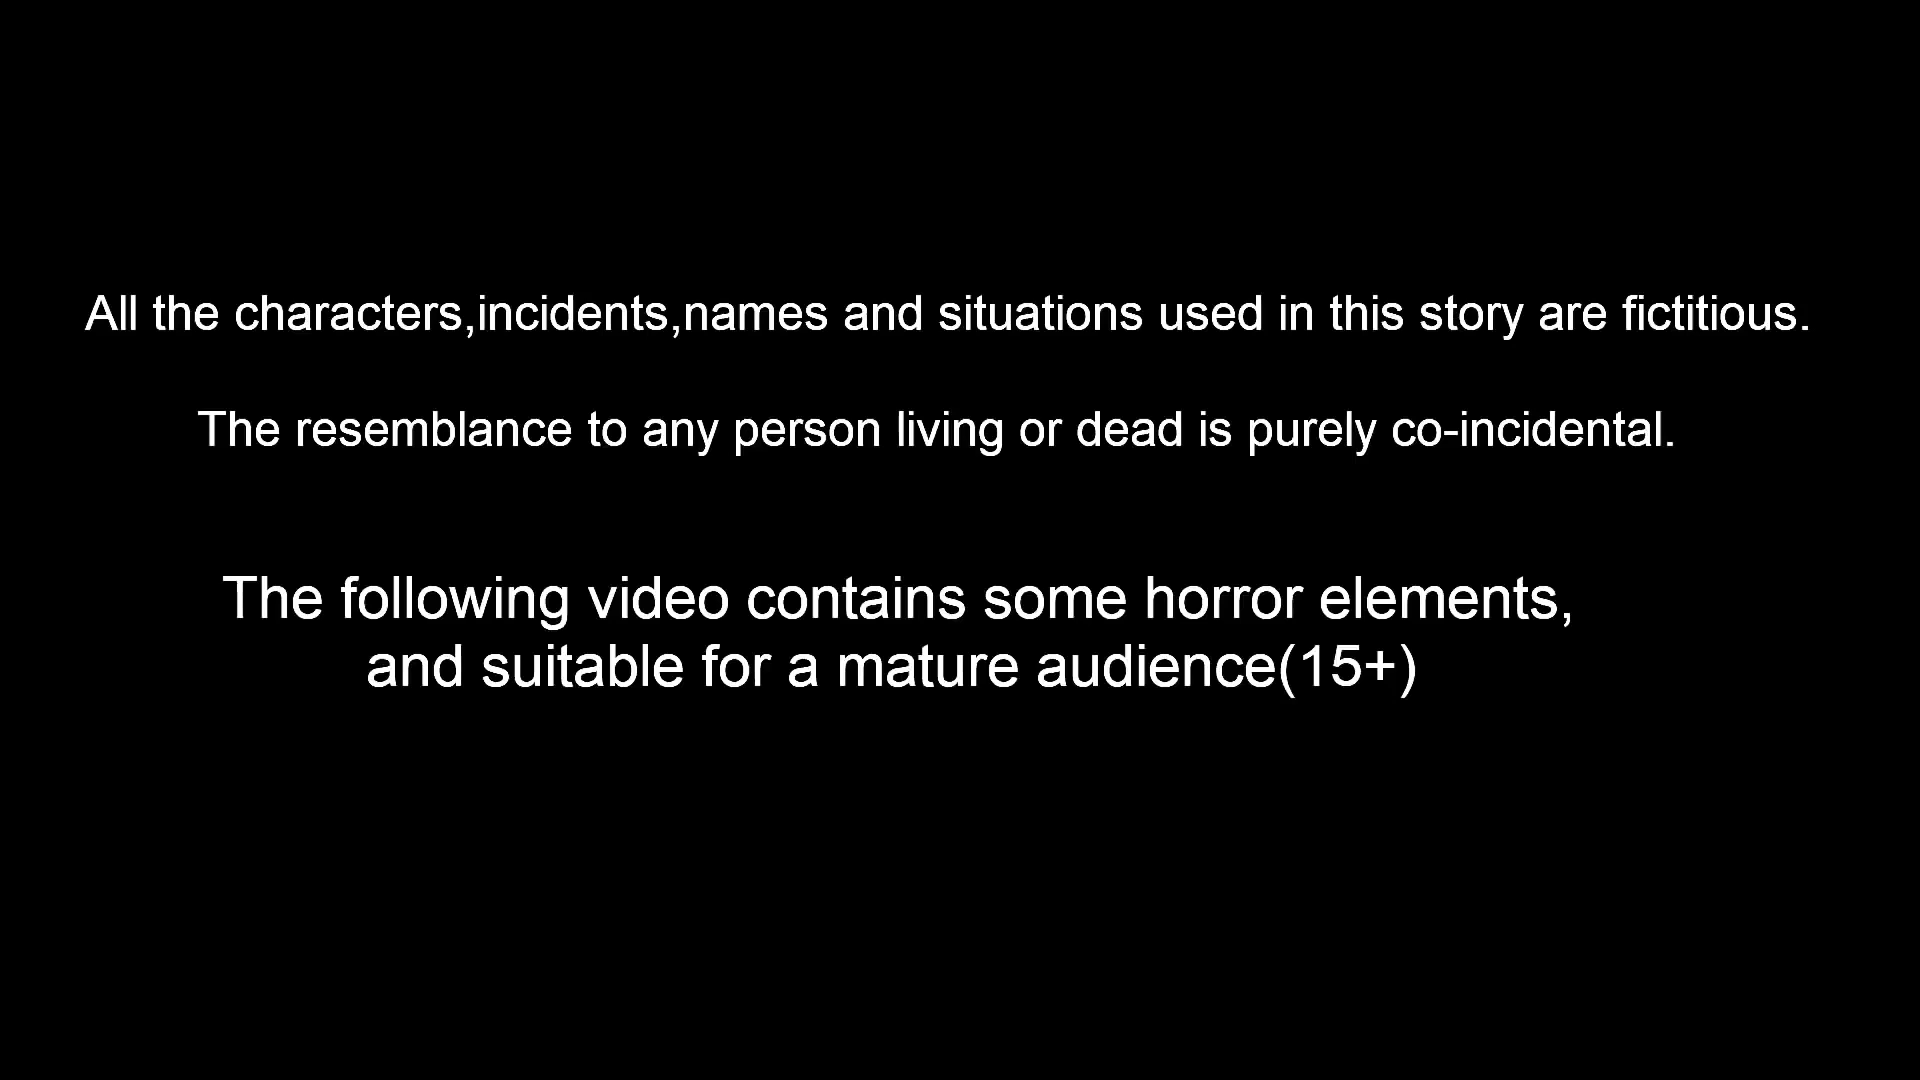 All the characters,incidents,names and situations used in this story are fictitious.
The resemblance to any person living or dead is purely co-incidental.
The following video contains some horror elements,
and suitable for a mature audience(15+)